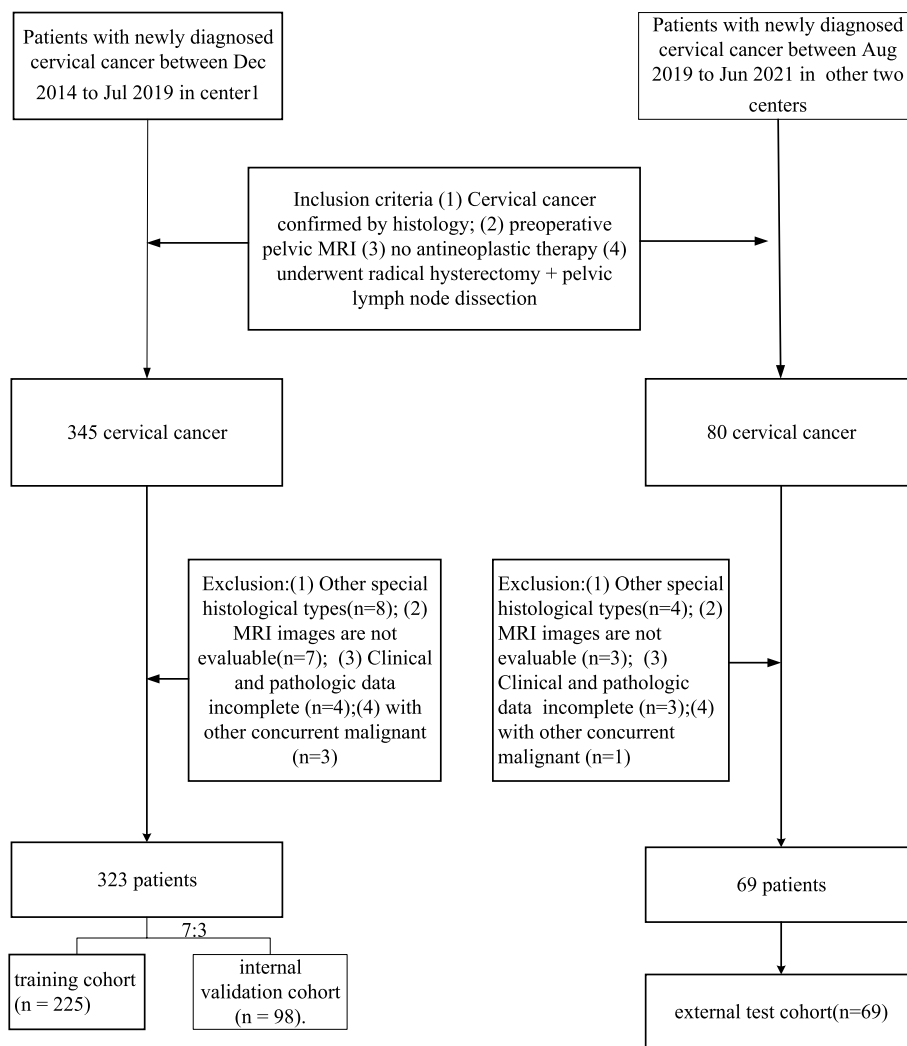 Patients with newly diagnosed
cervical cancer between Dec
2014 to Jul 2019 in center1
Patients with newly diagnosed
cervical cancer between Aug
2019 to Jun 2021 in other two
centers
Inclusion criteria (1) Cervical cancer
confirmed by histology; (2) preoperative
pelvic MRI (3) no antineoplastic therapy (4)
underwent radical hysterectomy + pelvic
lymph node dissection
345 cervical cancer
80 cervical cancer
Exclusion:(1) Other special
histological types(n=8); (2)
MRI images are not
evaluable(n=7); (3) Clinical
and pathologic data
incomplete (n=4);(4) with
other concurrent malignant
(n=3)
Exclusion:(1) Other special
histological types(n=4); (2)
MRI images are not
evaluable (n=3); (3)
Clinical and pathologic
data incomplete (n=3);(4)
with other concurrent
malignant (n=1)
323 patients
69 patients
7:3
training cohort
(n = 225)
internal
validation cohort
(n = 98).
external test cohort(n=69)